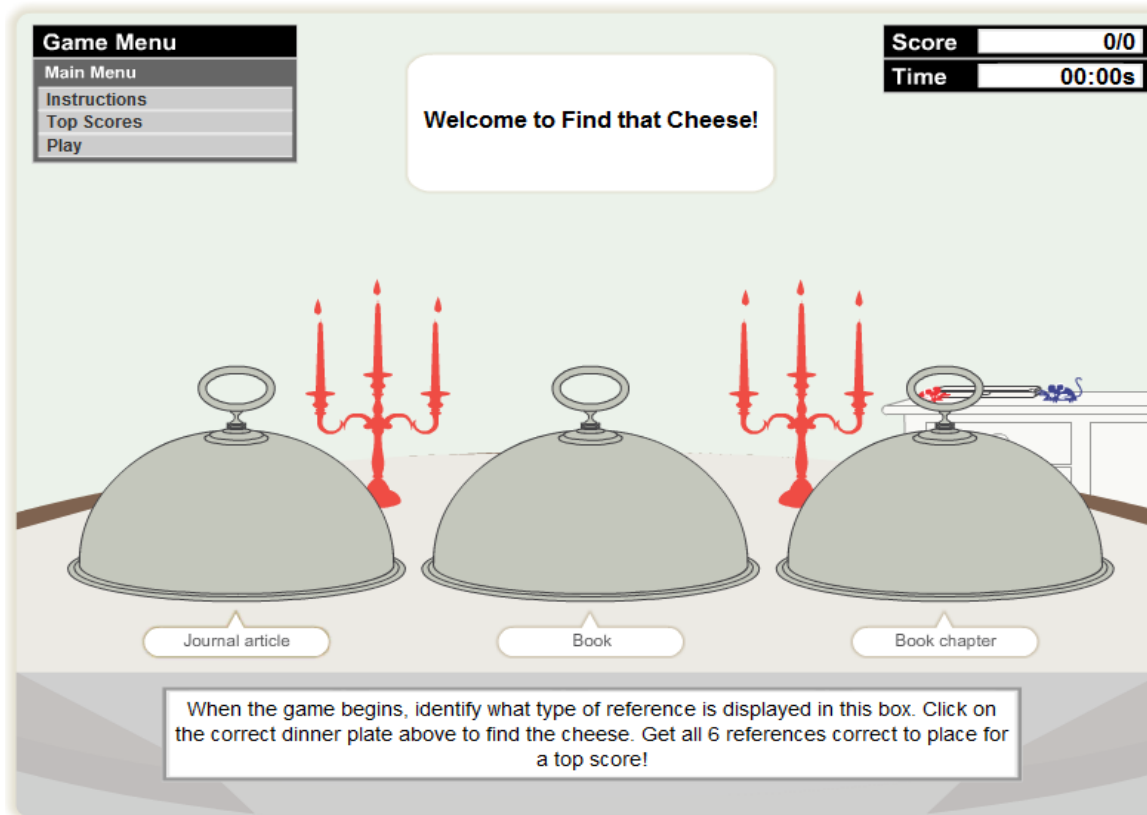 Game Menu
Main Menu
Instructions
Top Scores
Play
Welcome to Find that Cheese!
Score 0/0
Time 00:00s
Journal article
Book
Book chapter
When the game begins, identify what type of reference is displayed in this box. Click on
the correct dinner plate above to find the cheese. Get all 6 references correct to place for
a top score!